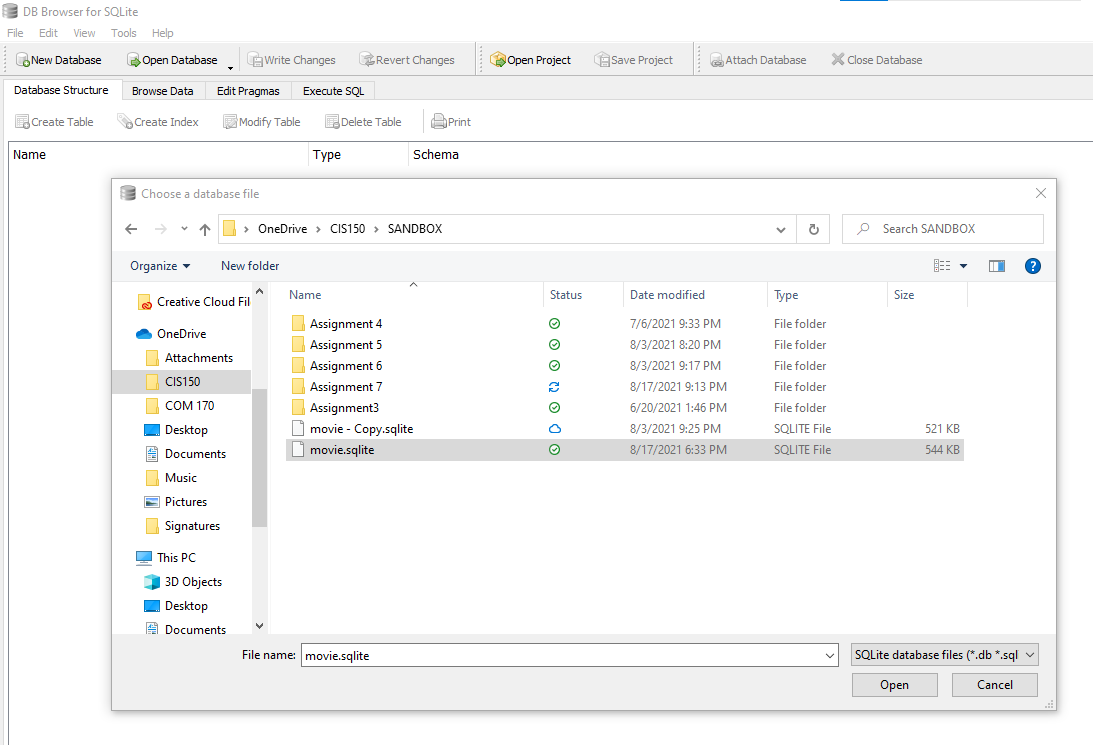 DB Browser for SQLite
File Edit View Tools Help
New Database Open Database Write Changes Revert Changes Open Project Save Project Attach Database Close Database
Database Structure Browse Data Edit Pragmas Execute SQL
Create Table Create Index Modify Table Delete Table Print
Name Type Schema
Choose a database file
OneDrive > CIS150 > SANDBOX
Search SANDBOX
Organize New folder
?
Creative Cloud Fil
OneDrive
Attachments
CIS150
COM 170
Desktop
Documents
Music
Pictures
Signatures
This PC
3D Objects
Desktop
Documents
Name Status Date modified Type Size
Assignment 4 7/6/2021 9:33 PM File folder
Assignment 5 8/3/2021 8:20 PM File folder
Assignment 6 8/3/2021 9:17 PM File folder
Assignment 7 8/17/2021 9:13 PM File folder
Assignment3 6/20/2021 1:46 PM File folder
movie - Copy.sqlite 8/3/2021 9:25 PM SQLITE File 521 KB
movie.sqlite 8/17/2021 6:33 PM SQLITE File 544 KB
File name: movie.sqlite SQLite database files (*.db *.sql
Open Cancel